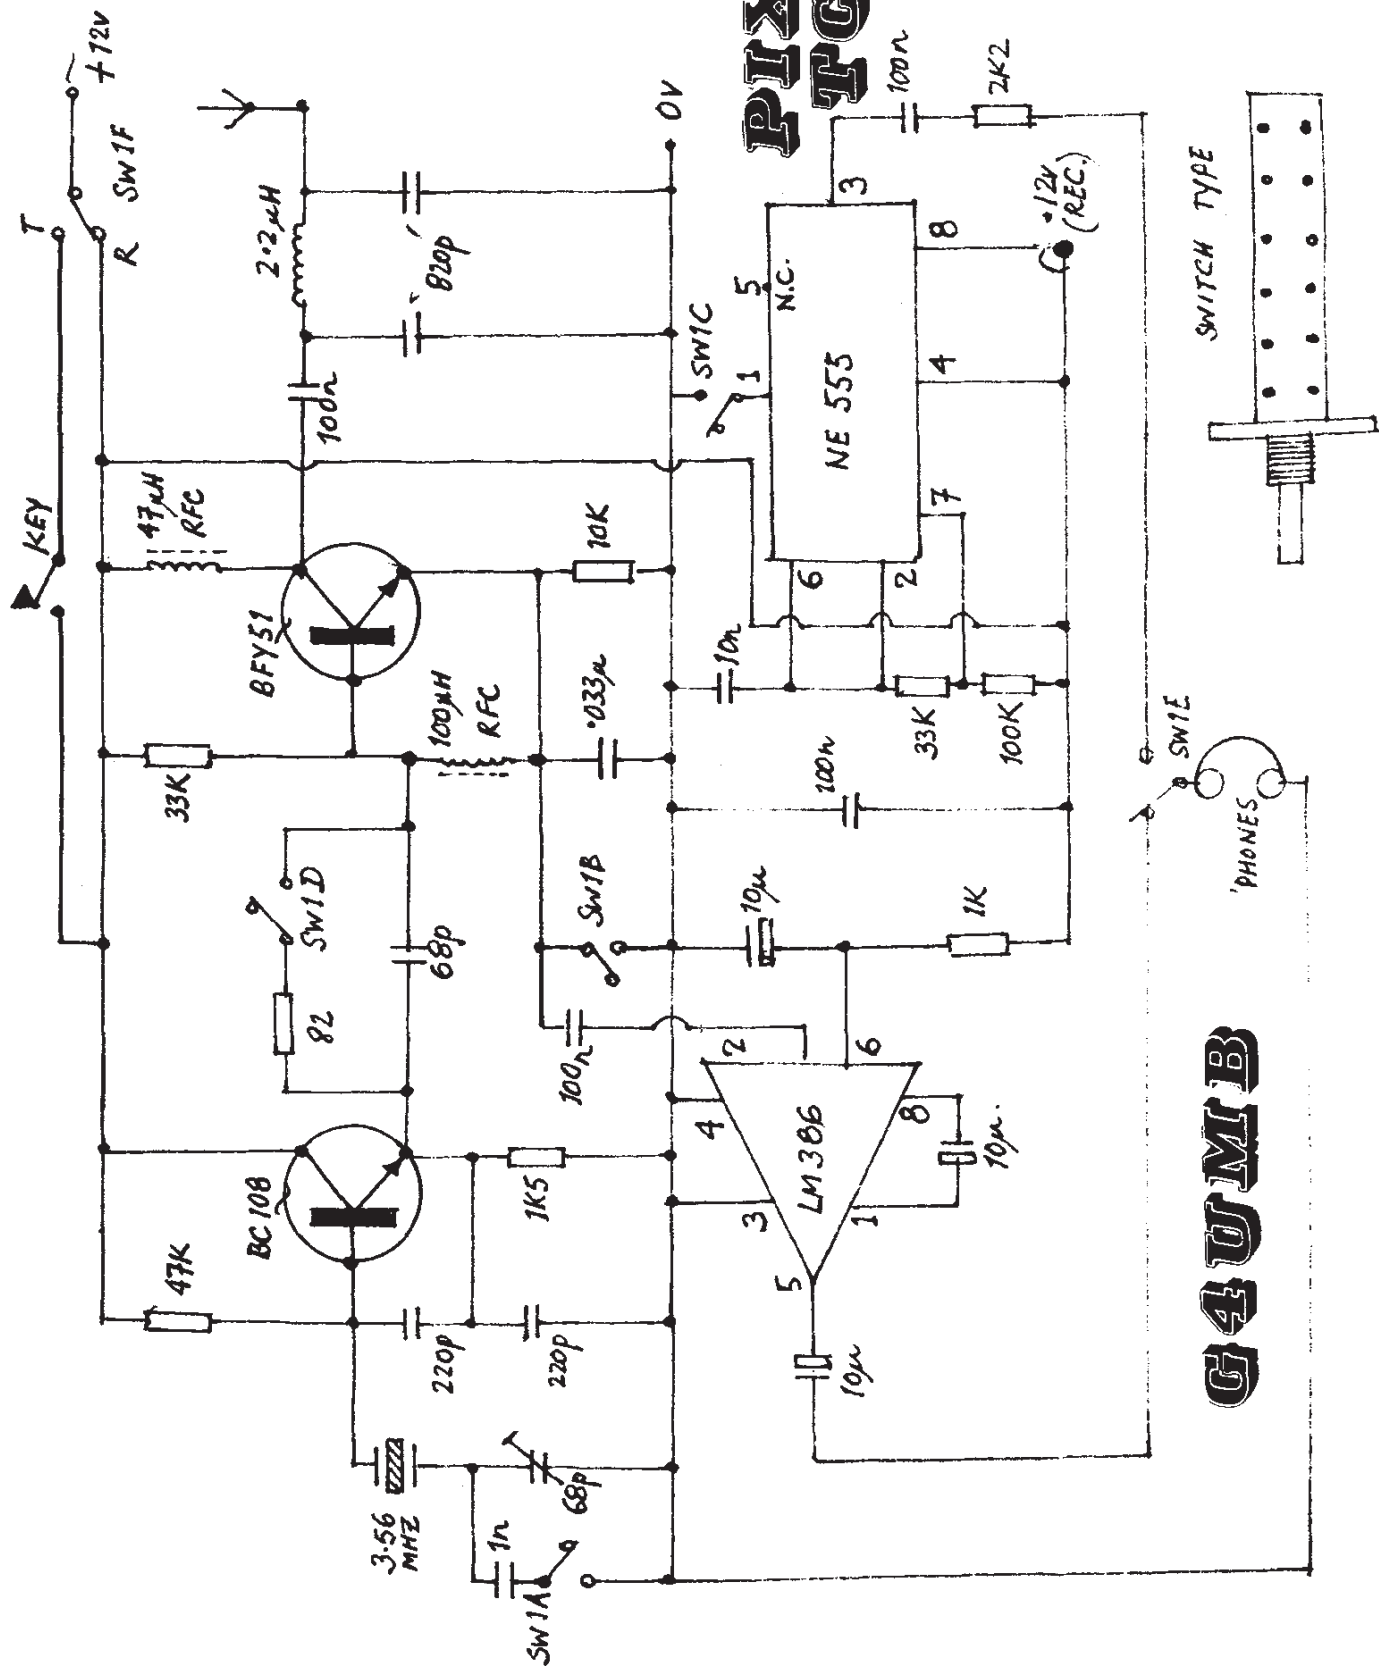 KEY
T
+12V
SW1F
R
47K
BC108
33K
82
SW1D
68p
BFY51
47µH
RFC
100n
2·2µH
820p
3·56
MHZ
220p
220p
1K5
100µH
RFC
·033µ
10K
0V
1n
SW1A
68p
100n
SW1B
SW1C
10µ
LM386
5
3
4
2
6
1
8
10µ.
10µ
1K
100n
10n
33K
100K
NE 555
6
2
7
4
8
3
1
5
N.C.
+12V
(REC.)
100n
2K2
SW1E
'PHONES
SWITCH TYPE
G4UMB